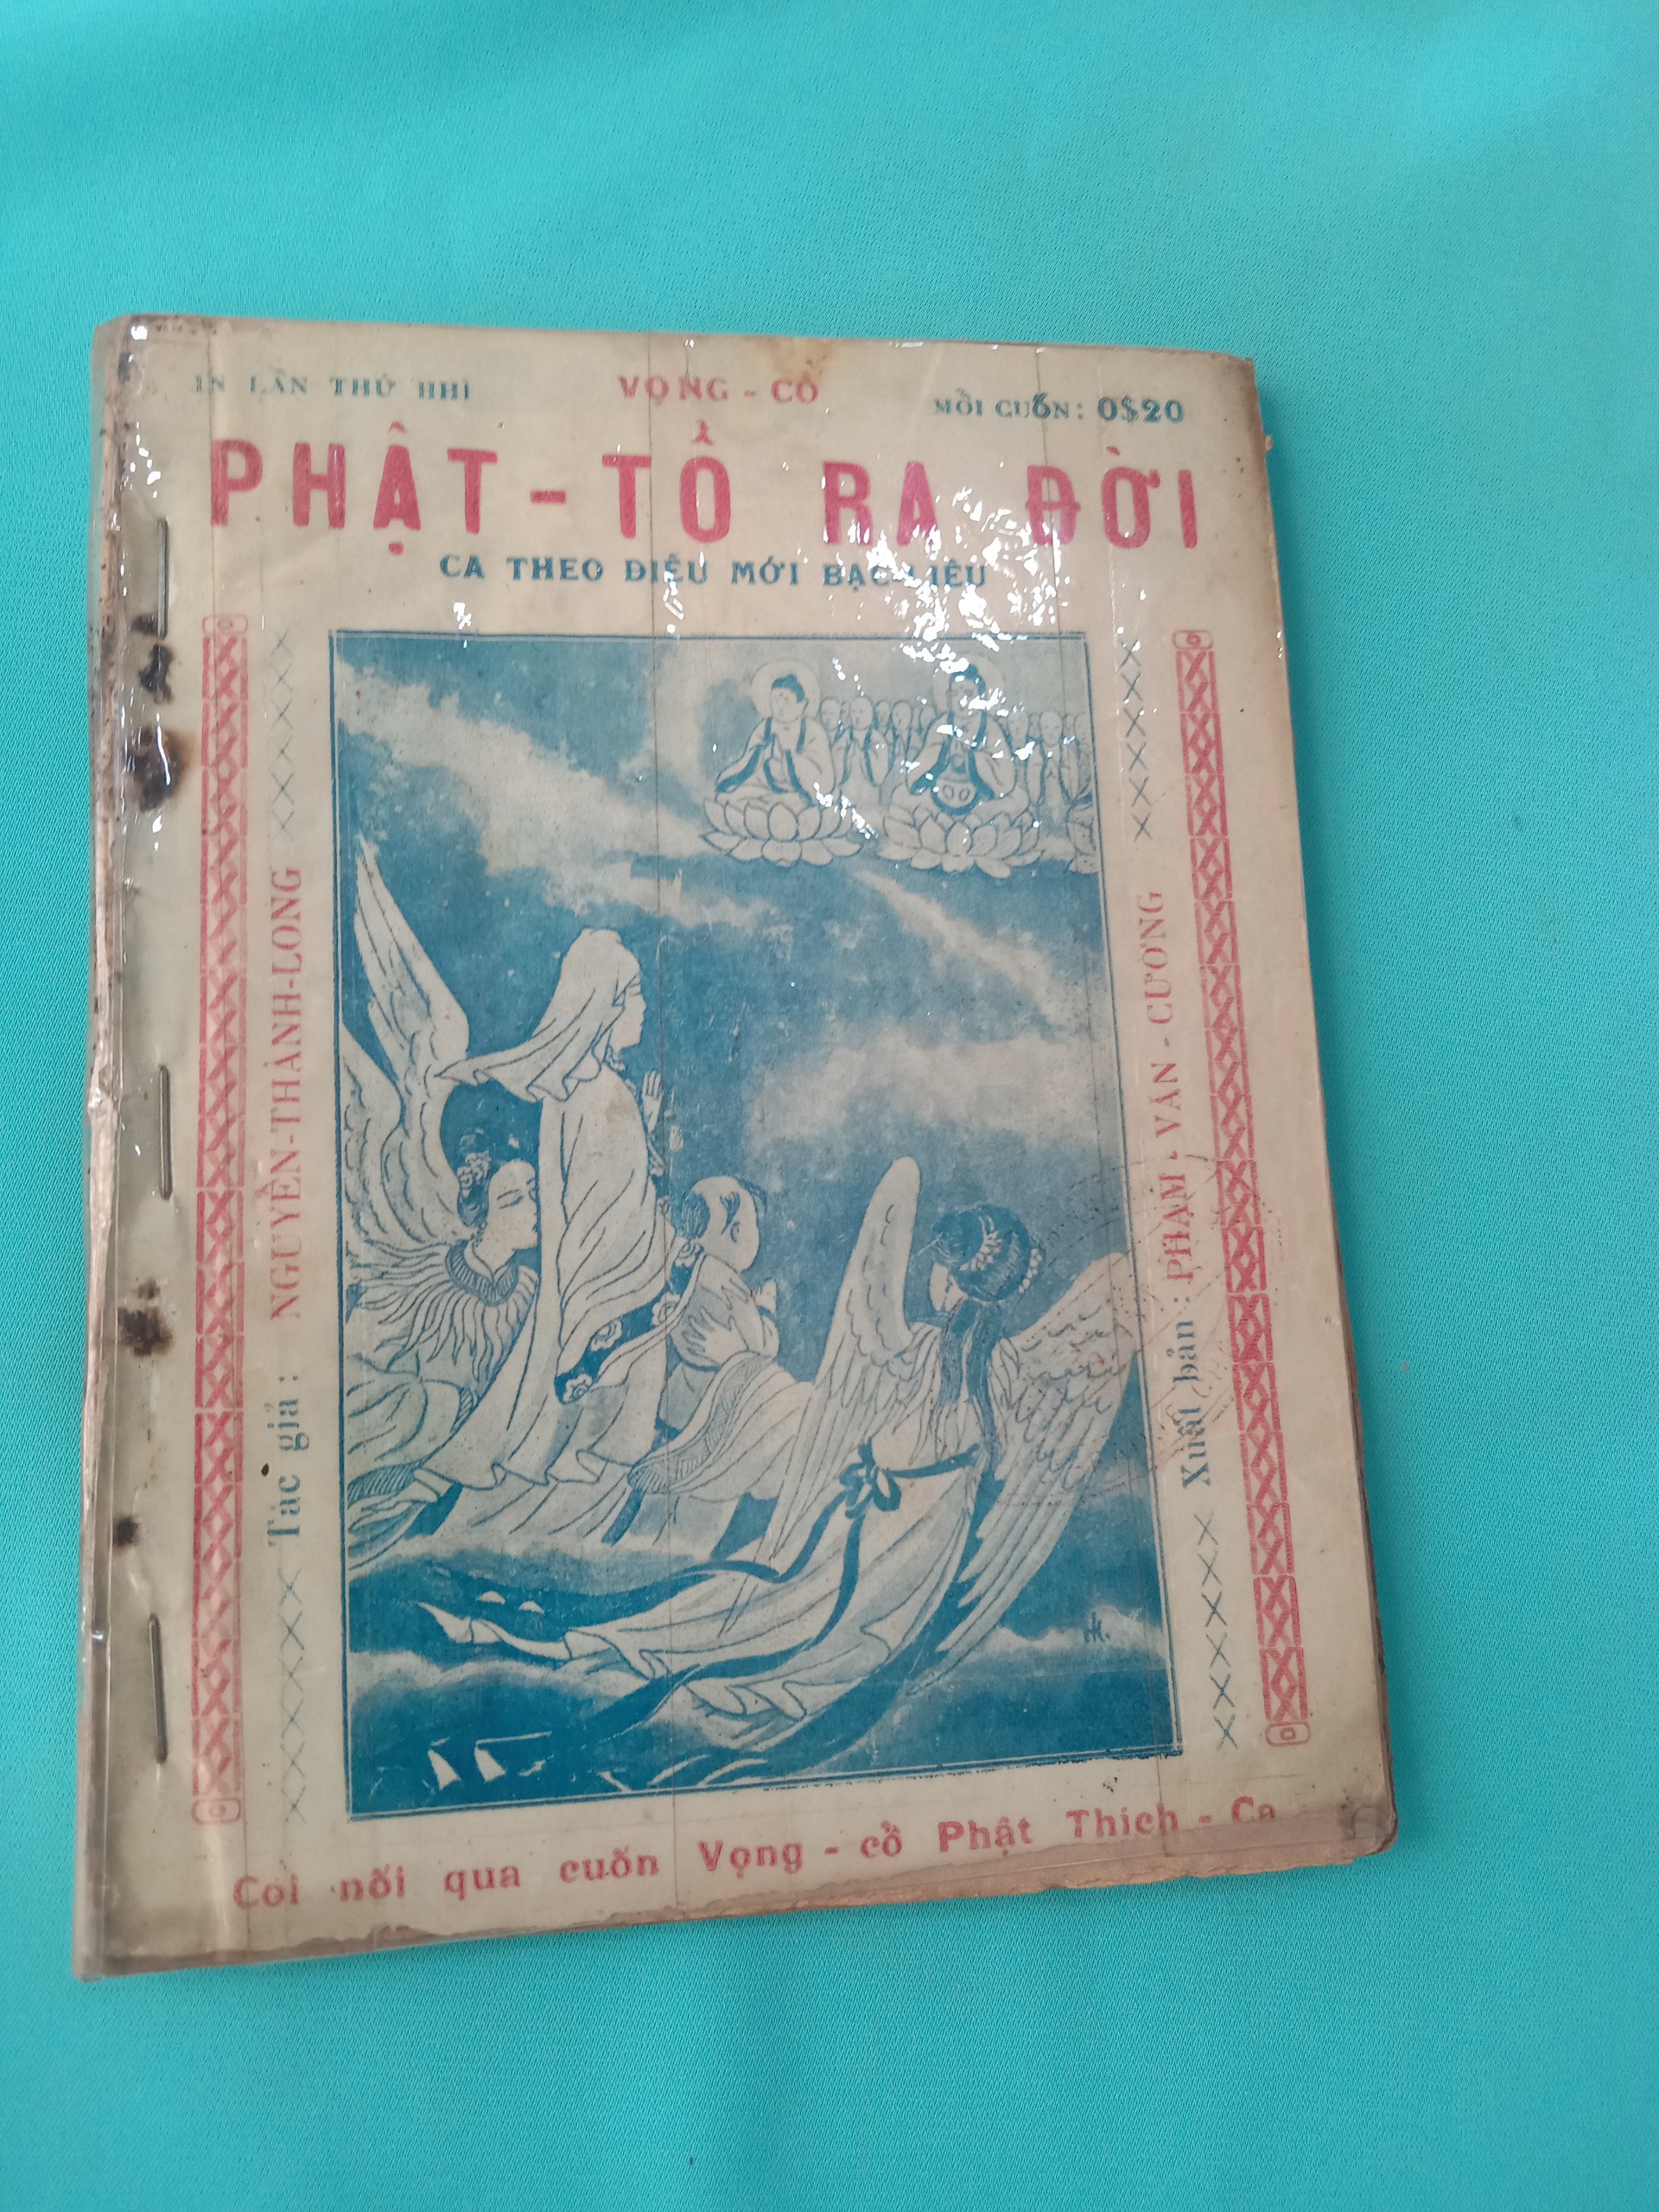 IN LẦN THỨ NHÌ
VỌNG - CỔ
MỖI CUỐN: 0$20
PHẬT - TỔ RA ĐỜI
CA THEO ĐIỆU MỚI BẠC-LIÊU
Tác giả : NGUYỄN-THÀNH-LONG
Xuất bản : PHẠM - VĂN - CƯƠNG
Coi nối qua cuốn Vọng - cổ Phật Thích - Ca